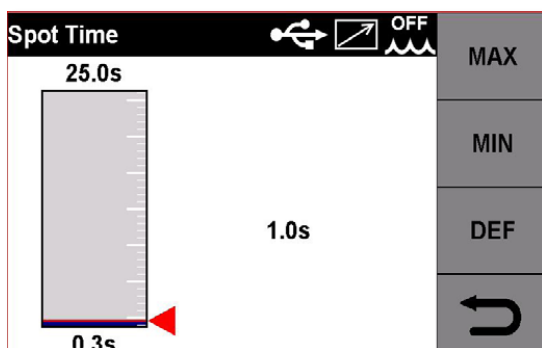 Spot Time
OFF
25.0s
1.0s
0.3s
MAX
MIN
DEF